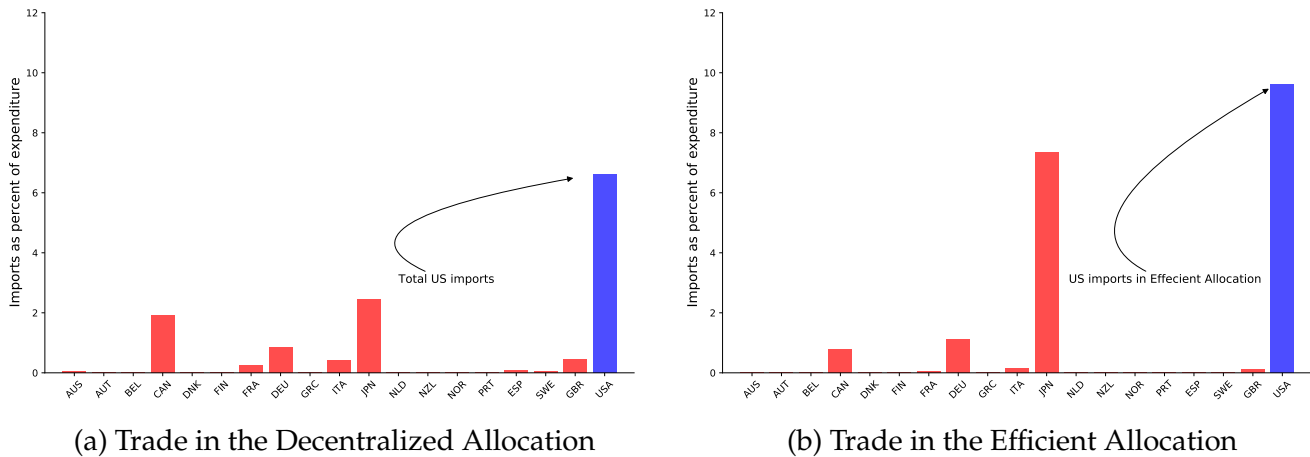 12
10
8
6
4
2
0
Imports as percent of expenditure
Total US imports
AUS AUT BEL CAN DNK FIN FRA DEU GRC ITA JPN NLD NZL NOR PRT ESP SWE GBR USA
(a) Trade in the Decentralized Allocation
12
10
8
6
4
2
0
Imports as percent of expenditure
US imports in Effecient Allocation
AUS AUT BEL CAN DNK FIN FRA DEU GRC ITA JPN NLD NZL NOR PRT ESP SWE GBR USA
(b) Trade in the Efficient Allocation